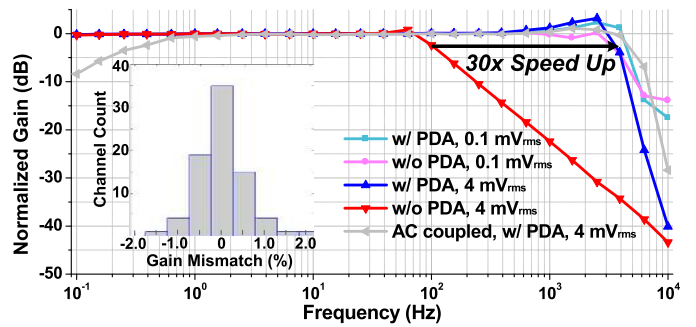 Normalized Gain (dB)
0
-10
-20
-30
-40
-50
30x Speed Up
Channel Count
40
30
20
10
-2.0 -1.0 0 1.0 2.0
Gain Mismatch (%)
w/ PDA, 0.1 mVrms
w/o PDA, 0.1 mVrms
w/ PDA, 4 mVrms
w/o PDA, 4 mVrms
AC coupled, w/ PDA, 4 mVrms
10⁻¹ 10⁰ 10¹ 10² 10³ 10⁴
Frequency (Hz)